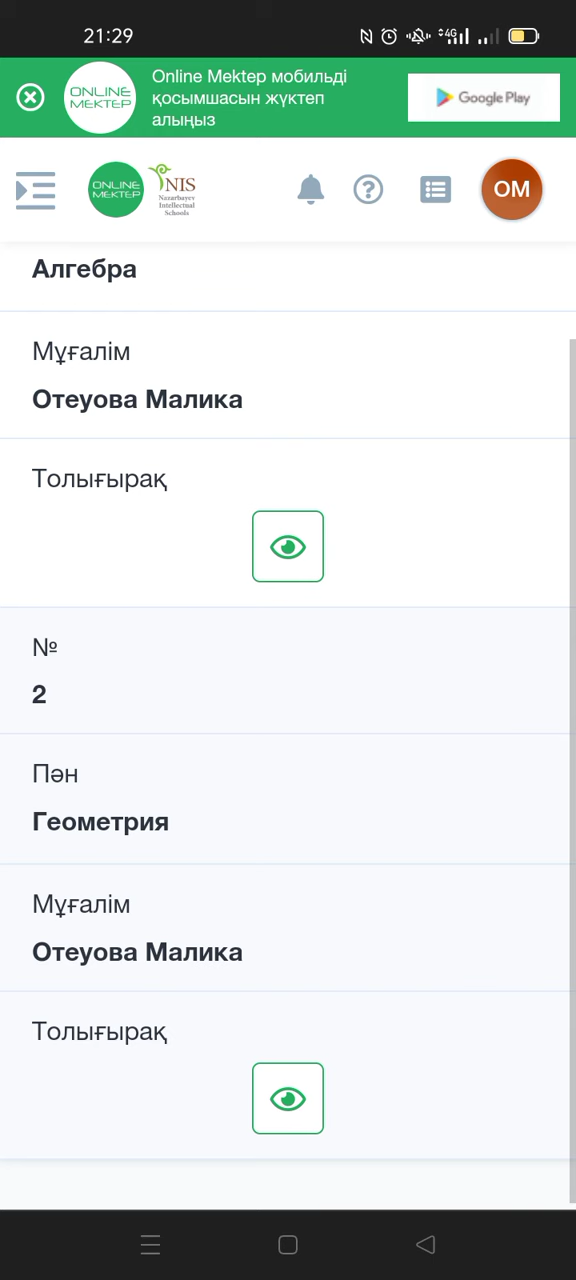 21:29
4G
Online Mektep мобильді
қосымшасын жүктеп
алыңыз
ONLINE
MEKTEP
Google Play
ONLINE
MEKTEP
NIS
Nazarbayev
Intellectual
Schools
OM
Алгебра
Мұғалім
Отеуова Малика
Толығырақ
№
2
Пән
Геометрия
Мұғалім
Отеуова Малика
Толығырақ